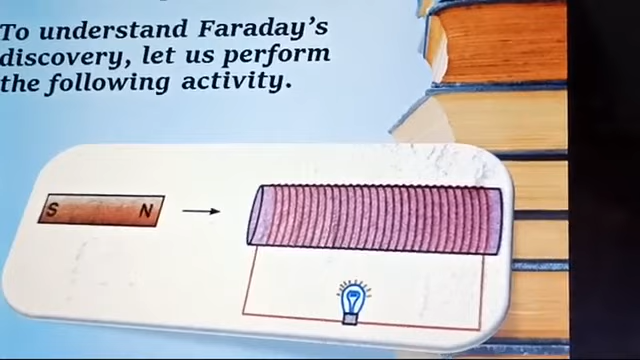 To understand Faraday's
discovery, let us perform
the following activity.
S N